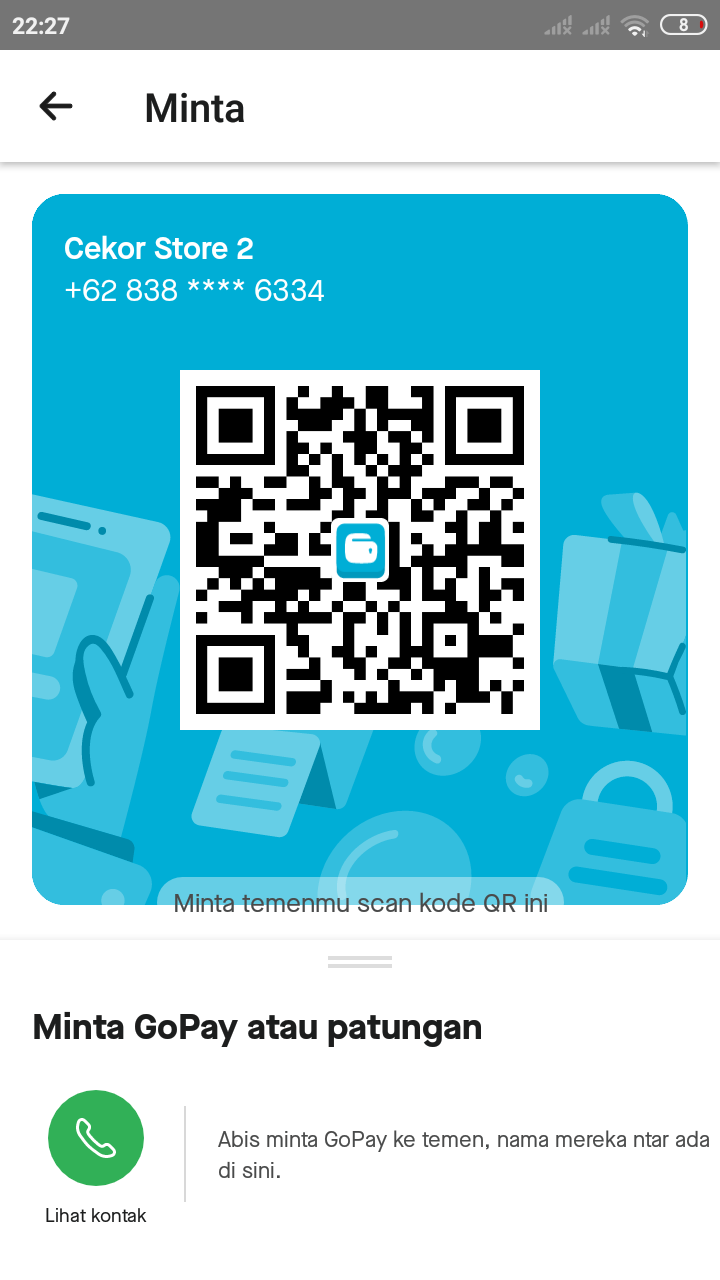 22:27
8
Minta
Cekor Store 2
+62 838 **** 6334
Minta temenmu scan kode QR ini
Minta GoPay atau patungan
Abis minta GoPay ke temen, nama mereka ntar ada
di sini.
Lihat kontak